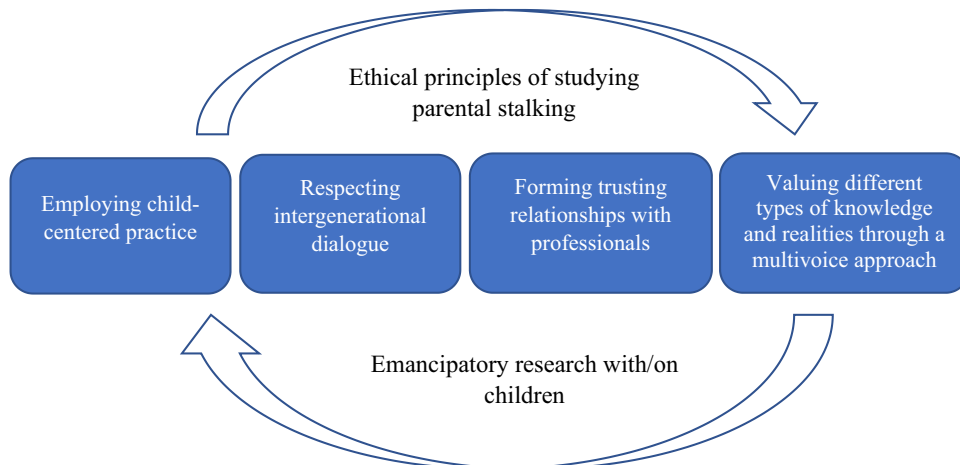 Ethical principles of studying
parental stalking
Employing child-
centered practice
Respecting
intergenerational
dialogue
Forming trusting
relationships with
professionals
Valuing different
types of knowledge
and realities through a
multivoice approach
Emancipatory research with/on
children